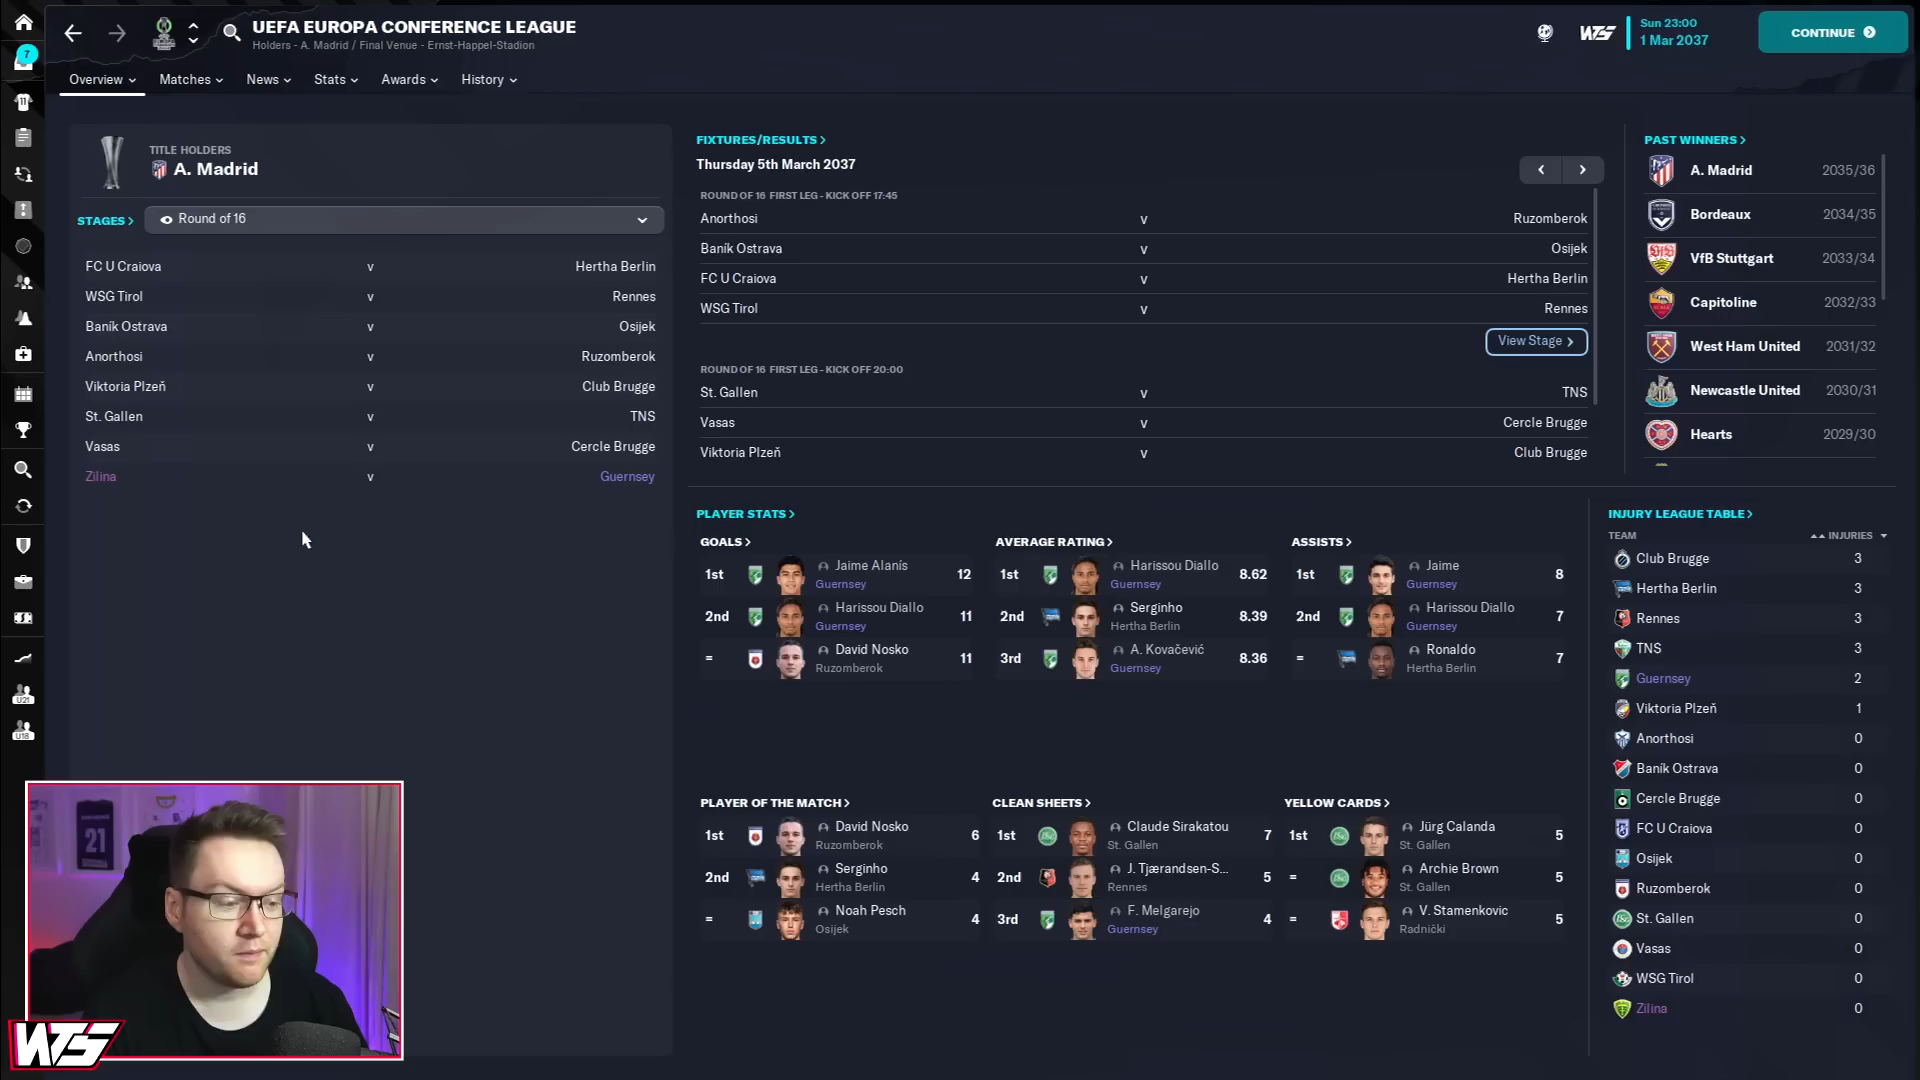 UEFA EUROPA CONFERENCE LEAGUE
Holders - A. Madrid / Final Venue - Ernst-Happel-Stadion
WTS
Sun 23:00
1 Mar 2037
CONTINUE
7
Overview
Matches
News
Stats
Awards
History
11
TITLE HOLDERS
A. Madrid
STAGES
Round of 16
FC U Craiova v Hertha Berlin
WSG Tirol v Rennes
Baník Ostrava v Osijek
Anorthosi v Ruzomberok
Viktoria Plzeň v Club Brugge
St. Gallen v TNS
Vasas v Cercle Brugge
Zilina v Guernsey
FIXTURES/RESULTS
Thursday 5th March 2037
ROUND OF 16 FIRST LEG - KICK OFF 17:45
Anorthosi v Ruzomberok
Baník Ostrava v Osijek
FC U Craiova v Hertha Berlin
WSG Tirol v Rennes
View Stage
ROUND OF 16 FIRST LEG - KICK OFF 20:00
St. Gallen v TNS
Vasas v Cercle Brugge
Viktoria Plzeň v Club Brugge
PAST WINNERS
A. Madrid 2035/36
Bordeaux 2034/35
VfB Stuttgart 2033/34
Capitoline 2032/33
West Ham United 2031/32
Newcastle United 2030/31
Hearts 2029/30
PLAYER STATS
GOALS
1st Jaime Alanís 12
Guernsey
2nd Harissou Diallo 11
Guernsey
= David Nosko 11
Ruzomberok
AVERAGE RATING
1st Harissou Diallo 8.62
Guernsey
2nd Serginho 8.39
Hertha Berlin
3rd A. Kovačević 8.36
Guernsey
ASSISTS
1st Jaime 8
Guernsey
2nd Harissou Diallo 7
Guernsey
= Ronaldo 7
Hertha Berlin
PLAYER OF THE MATCH
1st David Nosko 6
Ruzomberok
2nd Serginho 4
Hertha Berlin
= Noah Pesch 4
Osijek
CLEAN SHEETS
1st Claude Sirakatou 7
St. Gallen
2nd J. Tjærandsen-S... 5
Rennes
3rd F. Melgarejo 4
Guernsey
YELLOW CARDS
1st Jürg Calanda 5
St. Gallen
= Archie Brown 5
St. Gallen
= V. Stamenkovic 5
Radnički
INJURY LEAGUE TABLE
TEAM INJURIES
Club Brugge 3
Hertha Berlin 3
Rennes 3
TNS 3
Guernsey 2
Viktoria Plzeň 1
Anorthosi 0
Baník Ostrava 0
Cercle Brugge 0
FC U Craiova 0
Osijek 0
Ruzomberok 0
St. Gallen 0
Vasas 0
WSG Tirol 0
Zilina 0
U21
U18
21
WTS